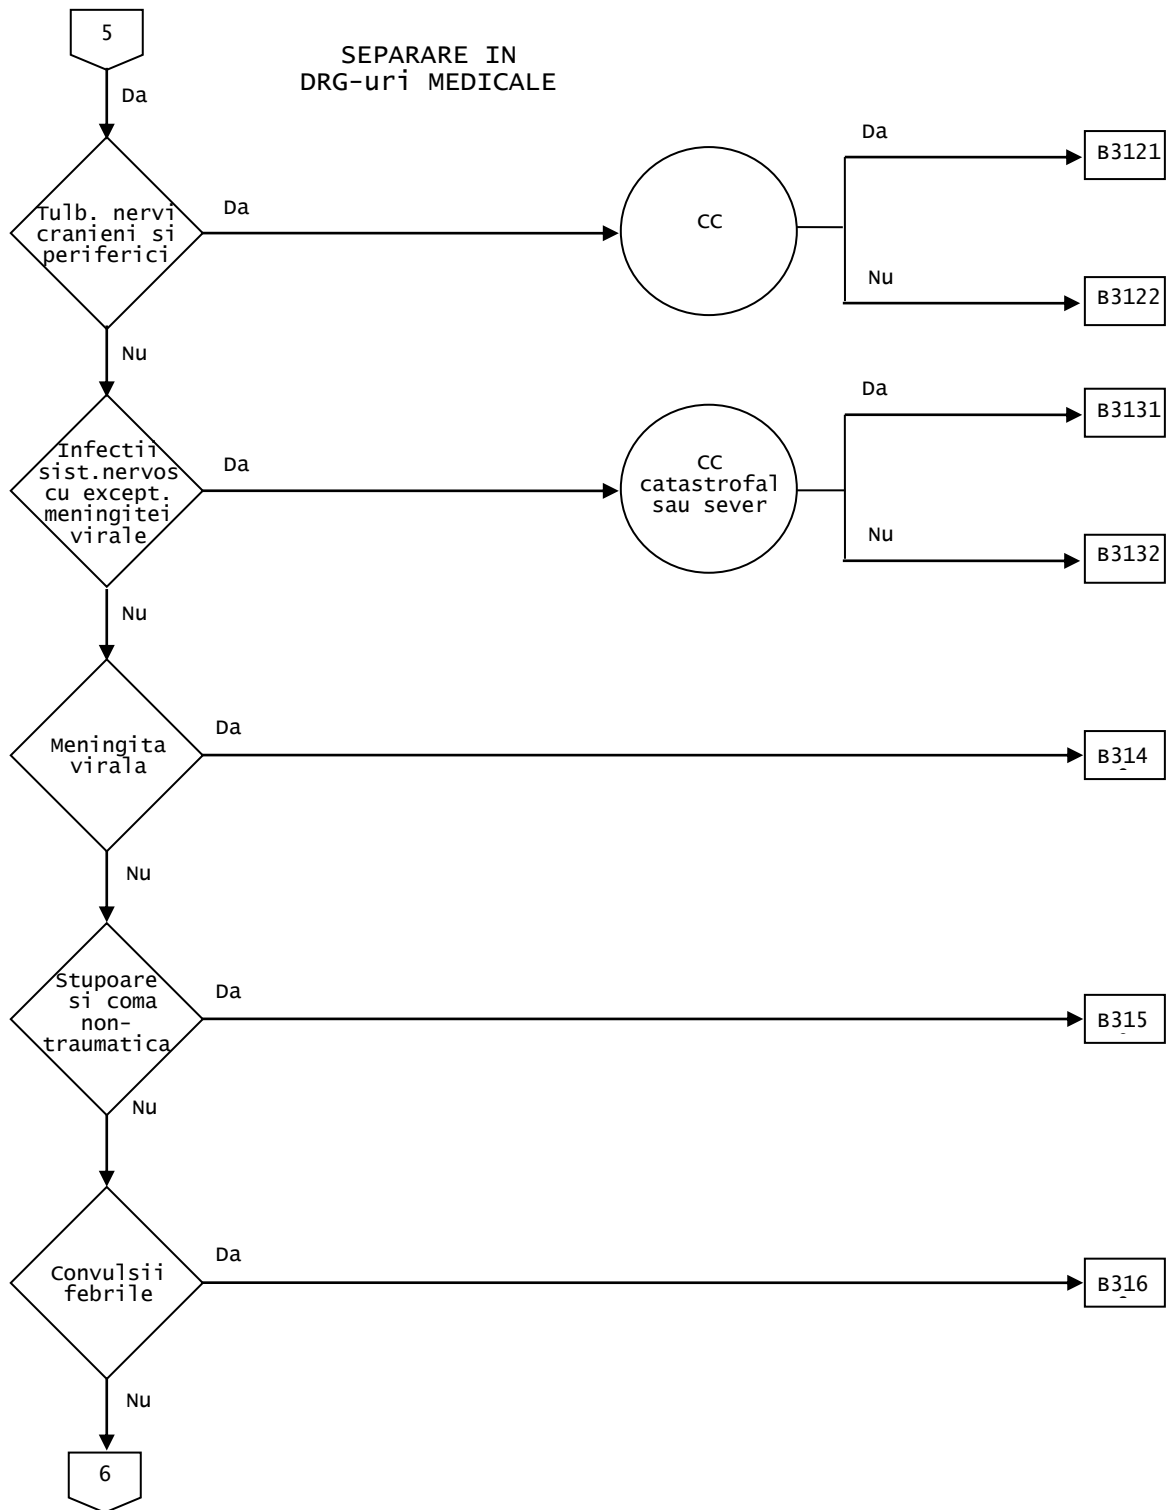 5
SEPARARE IN
DRG-uri MEDICALE
Da
Tulb. nervi
cranieni si
periferici
Da
CC
Da
B3121
Nu
B3122
Nu
Infectii
sist.nervos
cu except.
meningitei
virale
Da
CC
catastrofal
sau sever
Da
B3131
Nu
B3132
Nu
Meningita
virala
Da
B314
Nu
Stupoare
si coma
non-
traumatica
Da
B315
Nu
Convulsii
febrile
Da
B316
Nu
6